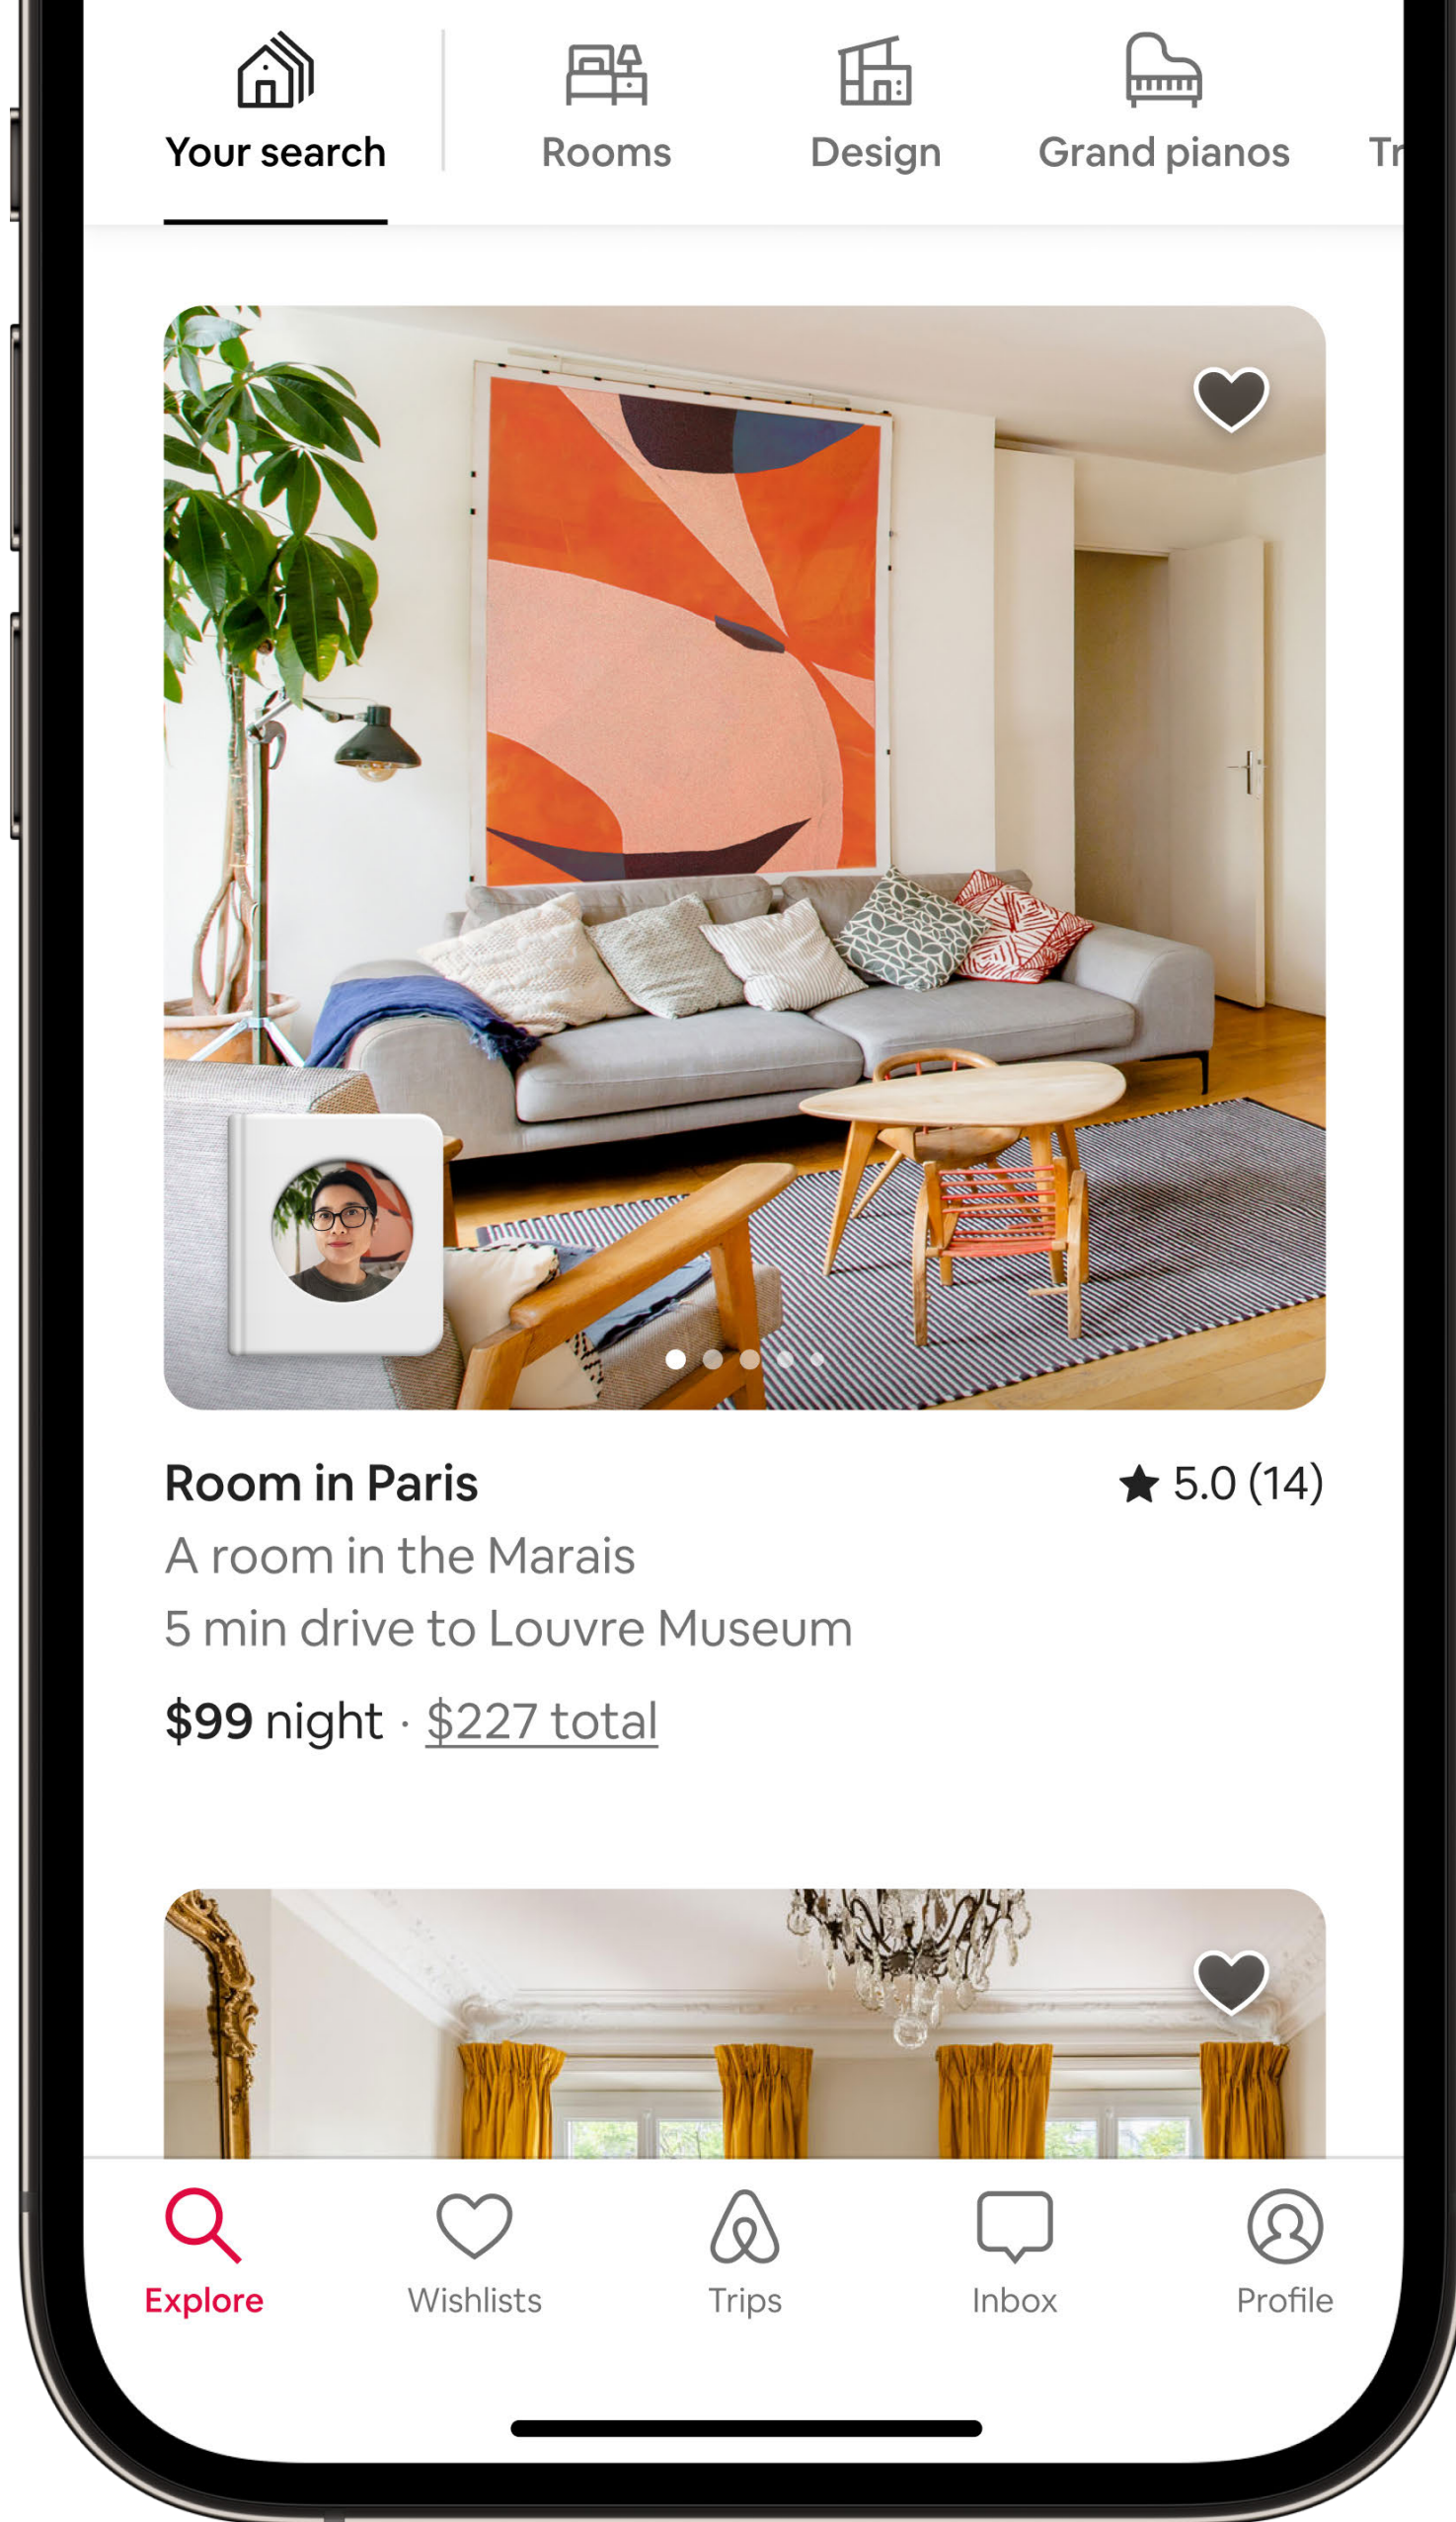 Your search
Rooms
Design
Grand pianos
Room in Paris
5.0 (14)
A room in the Marais
5 min drive to Louvre Museum
$99 night · $227 total
Explore
Wishlists
Trips
Inbox
Profile